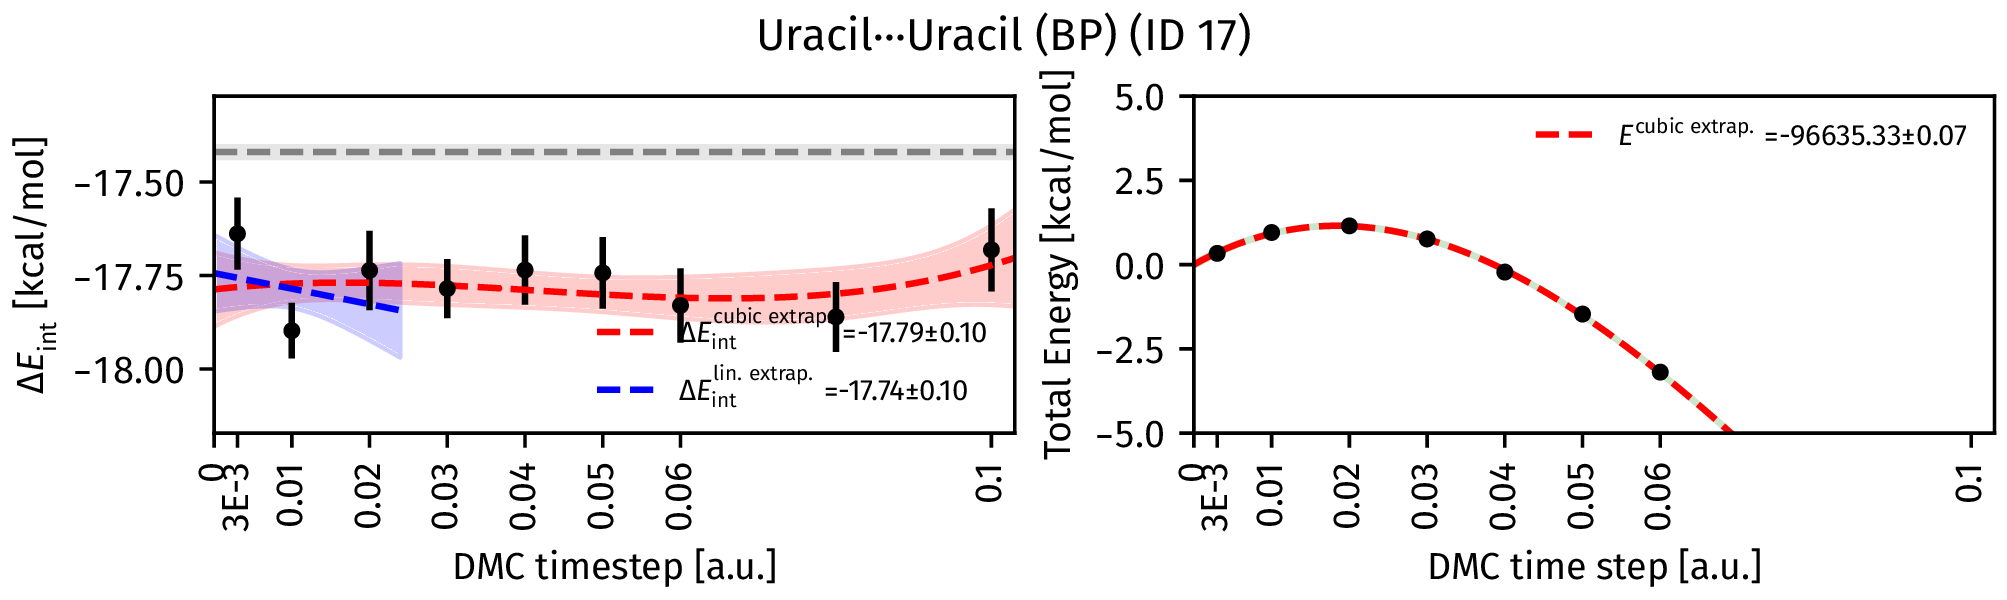 Uracil···Uracil (BP) (ID 17)
ΔE_int [kcal/mol]
−17.50
−17.75
−18.00
ΔE_int^cubic extrap. =-17.79±0.10
ΔE_int^lin. extrap. =-17.74±0.10
0
3E-3
0.01
0.02
0.03
0.04
0.05
0.06
0.1
DMC timestep [a.u.]
Total Energy [kcal/mol]
5.0
2.5
0.0
−2.5
−5.0
E^cubic extrap. =-96635.33±0.07
0
3E-3
0.01
0.02
0.03
0.04
0.05
0.06
0.1
DMC time step [a.u.]